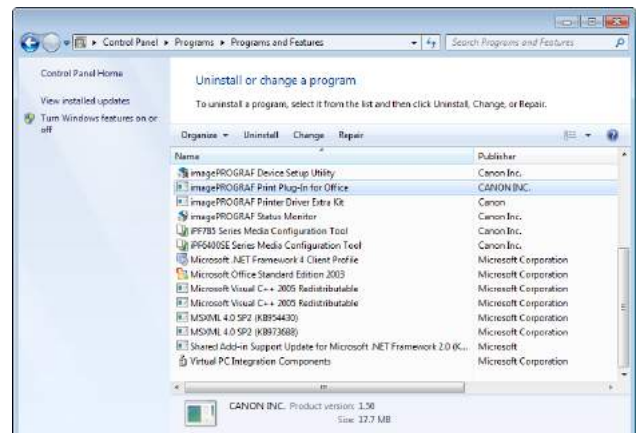 Control Panel ▸ Programs ▸ Programs and Features
Search Programs and Features
Control Panel Home
View installed updates
Turn Windows features on or off
Uninstall or change a program
To uninstall a program, select it from the list and then click Uninstall, Change, or Repair.
Organize Uninstall Change Repair
Name Publisher
imagePROGRAF Device Setup Utility Canon Inc.
imagePROGRAF Print Plug-In for Office CANON INC.
imagePROGRAF Printer Driver Extra Kit Canon
imagePROGRAF Status Monitor Canon Inc.
iPF785 Series Media Configuration Tool Canon Inc.
iPF6400SE Series Media Configuration Tool Canon Inc.
Microsoft .NET Framework 4 Client Profile Microsoft Corporation
Microsoft Office Standard Edition 2003 Microsoft Corporation
Microsoft Visual C++ 2005 Redistributable Microsoft Corporation
Microsoft Visual C++ 2005 Redistributable Microsoft Corporation
MSXML 4.0 SP2 (KB954430) Microsoft Corporation
MSXML 4.0 SP2 (KB973688) Microsoft Corporation
Shared Add-in Support Update for Microsoft .NET Framework 2.0 (K... Microsoft
Virtual PC Integration Components Microsoft Corporation
CANON INC. Product version: 1.56
Size: 17.7 MB